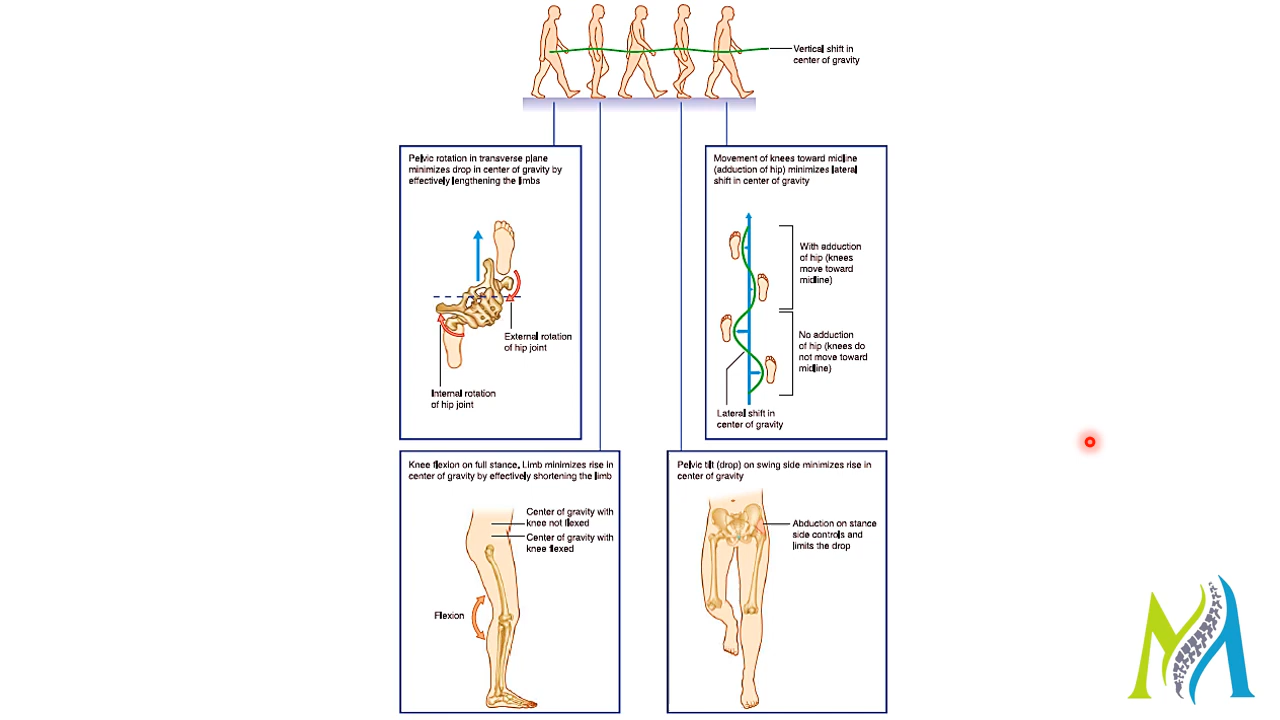 Vertical shift in
center of gravity
Pelvic rotation in transverse plane
minimizes drop in center of gravity by
effectively lengthening the limbs
External rotation
of hip joint
Internal rotation
of hip joint
Movement of knees toward midline
(adduction of hip) minimizes lateral
shift in center of gravity
With adduction
of hip (knees
move toward
midline)
No adduction
of hip (knees do
not move toward
midline)
Lateral shift in
center of gravity
Knee flexion on full stance, Limb minimizes rise in
center of gravity by effectively shortening the limb
Center of gravity with
knee not flexed
Center of gravity with
knee flexed
Flexion
Pelvic tilt (drop) on swing side minimizes rise in
center of gravity
Abduction on stance
side controls and
limits the drop